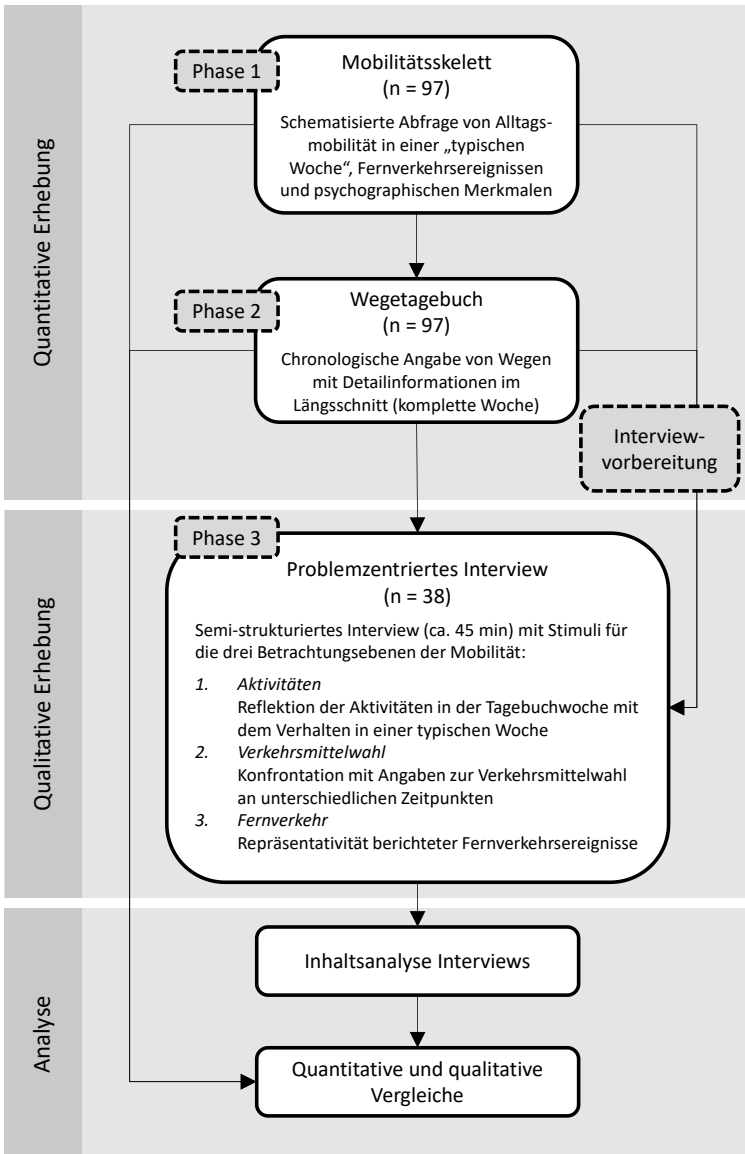 Quantitative Erhebung
Phase 1
Mobilitätsskelett
(n = 97)
Schematisierte Abfrage von Alltags-
mobilität in einer „typischen
Woche“, Fernverkehrsereignissen
und psychographischen Merkmalen
Phase 2
Wegetagebuch
(n = 97)
Chronologische Angabe von Wegen
mit Detailinformationen im
Längsschnitt (komplette Woche)
Interview-
vorbereitung
Qualitative Erhebung
Phase 3
Problemzentriertes Interview
(n = 38)
Semi-strukturiertes Interview (ca. 45 min) mit Stimuli für
die drei Betrachtungsebenen der Mobilität:
1. Aktivitäten
Reflektion der Aktivitäten in der Tagebuchwoche mit
dem Verhalten in einer typischen Woche
2. Verkehrsmittelwahl
Konfrontation mit Angaben zur Verkehrsmittelwahl
an unterschiedlichen Zeitpunkten
3. Fernverkehr
Repräsentativität berichteter Fernverkehrsereignisse
Analyse
Inhaltsanalyse Interviews
Quantitative und qualitative
Vergleiche